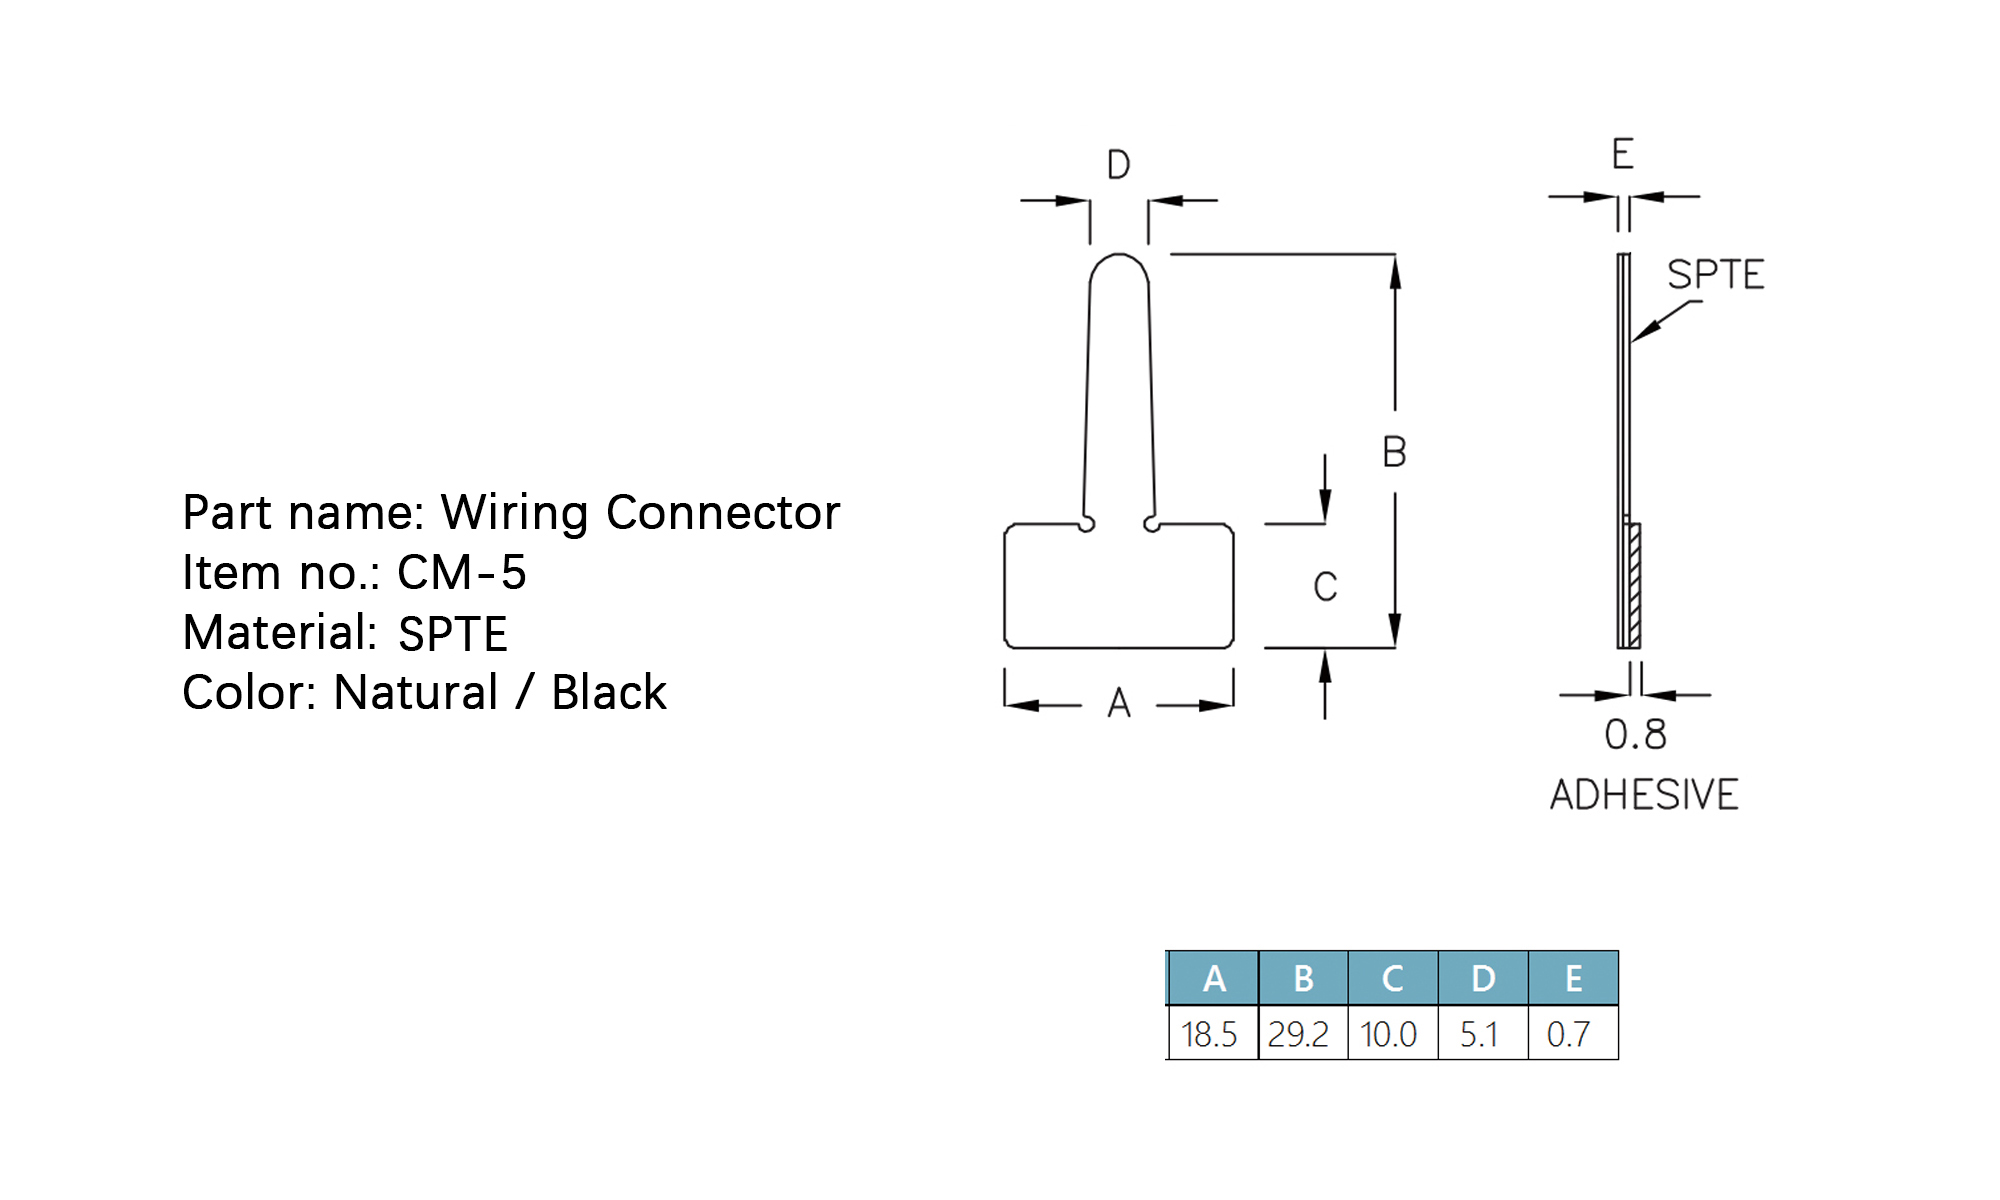 Part name: Wiring Connector
Item no.: CM-5
Material: SPTE
Color: Natural / Black
D
E
SPTE
B
C
A
0.8
ADHESIVE
A B C D E
18.5 29.2 10.0 5.1 0.7